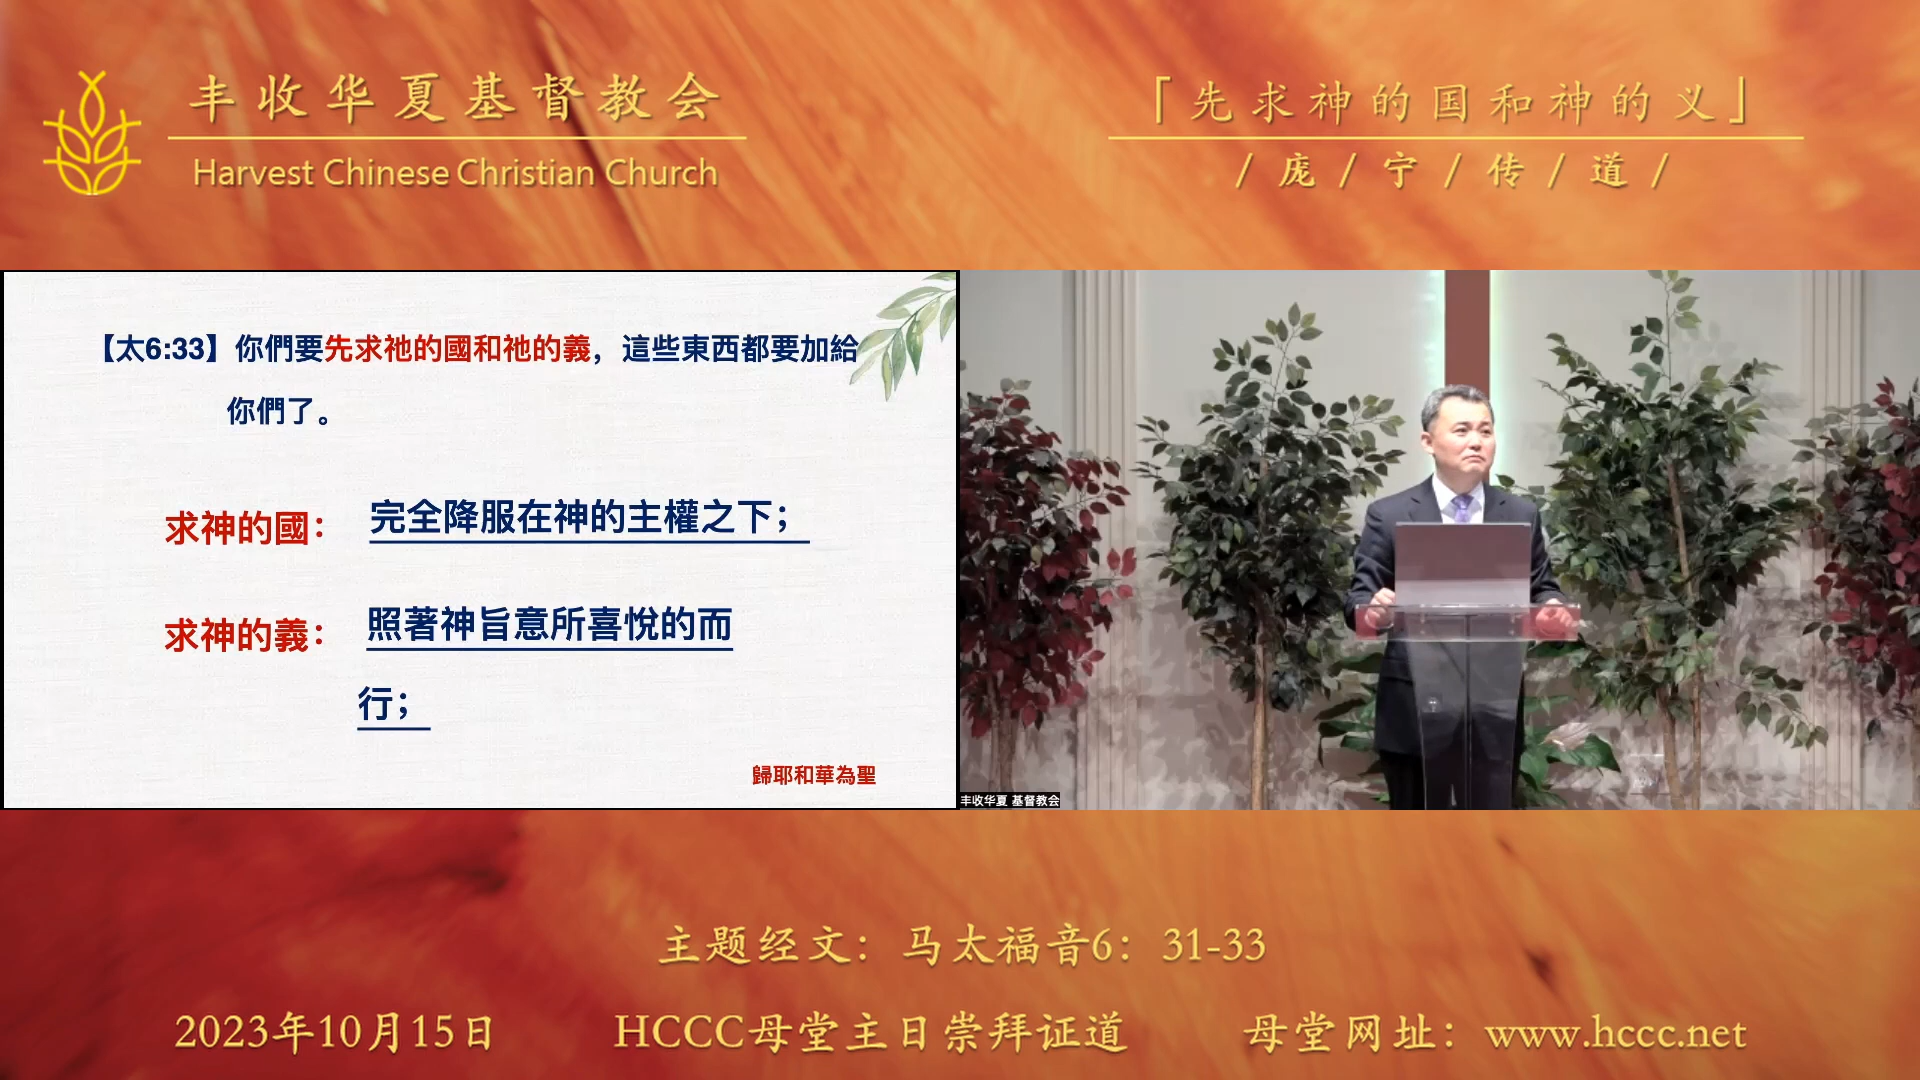 丰收华夏基督教会
Harvest Chinese Christian Church
「先求神的国和神的义」
/ 庞 / 宁 / 传 / 道 /
【太6:33】你們要先求祂的國和祂的義，這些東西都要加給
你們了。
求神的國： 完全降服在神的主權之下；
求神的義： 照著神旨意所喜悅的而
行；
歸耶和華為聖
丰收华夏 基督教会
主题经文：马太福音6：31-33
2023年10月15日 HCCC母堂主日崇拜证道 母堂网址：www.hccc.net